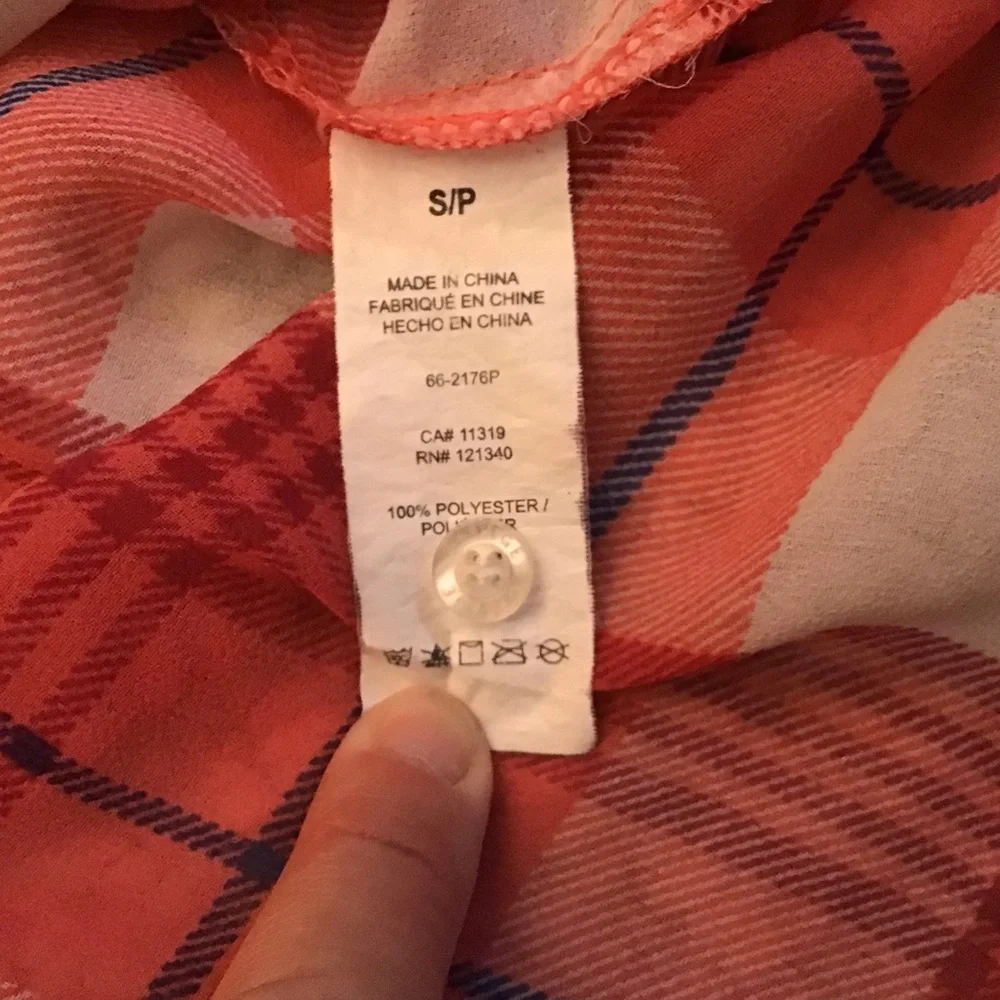 S/P
MADE IN CHINA
FABRIQUÉ EN CHINE
HECHO EN CHINA
66-2176P
CA# 11319
RN# 121340
100% POLYESTER /